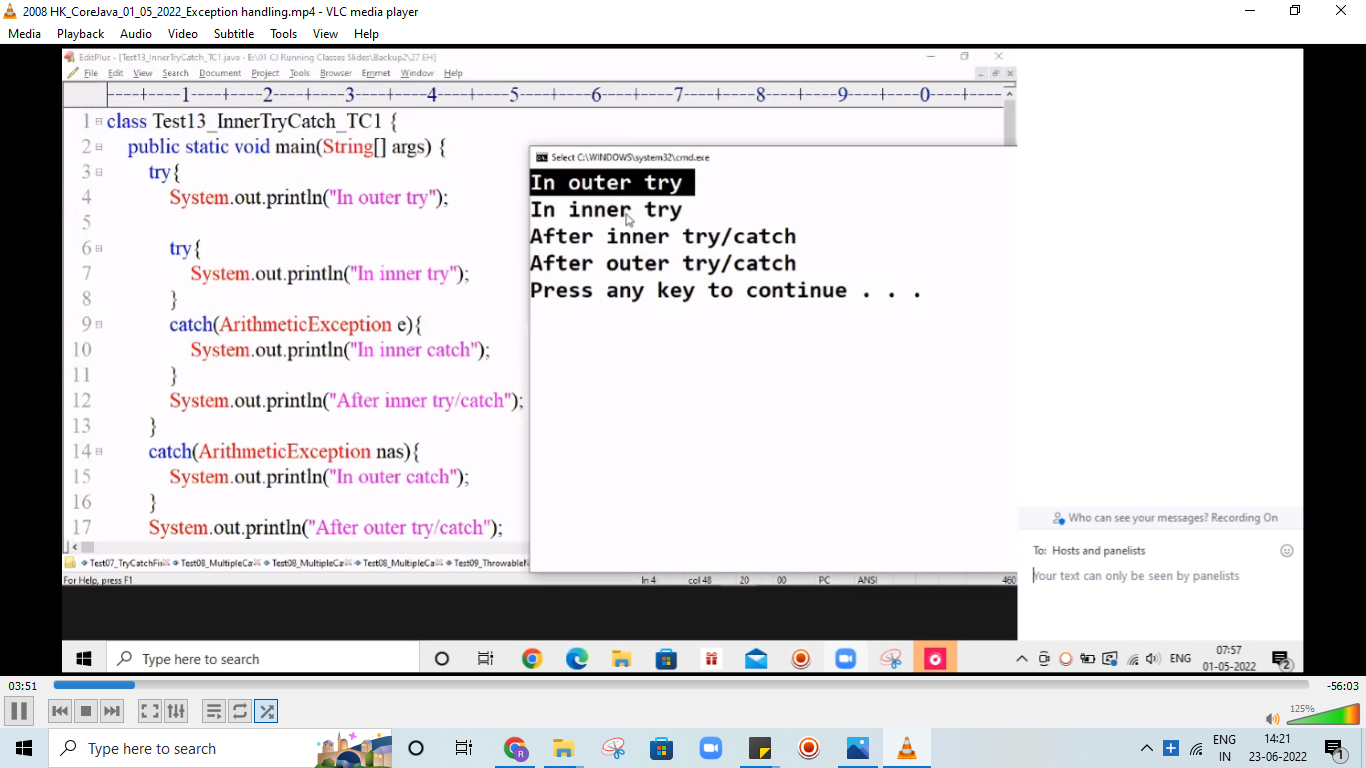 2008 HK_CoreJava_01_05_2022_Exception handling.mp4 - VLC media player
Media Playback Audio Video Subtitle Tools View Help
EditPlus - [Test13_InnerTryCatch_TC1.java - E:\01 CJ Running Classes Slides\Backup2\27 EH]
File Edit View Search Document Project Tools Browser Emmet Window Help
----+----1----+----2----+----3----+----4----+----5----+----6----+----7----+----8----+----9----+----0----+----
1 class Test13_InnerTryCatch_TC1 {
2 public static void main(String[] args) {
3 try{
4 System.out.println("In outer try");
5
6 try{
7 System.out.println("In inner try");
8 }
9 catch(ArithmeticException e){
10 System.out.println("In inner catch");
11 }
12 System.out.println("After inner try/catch");
13 }
14 catch(ArithmeticException nas){
15 System.out.println("In outer catch");
16 }
17 System.out.println("After outer try/catch");
Select C:\WINDOWS\system32\cmd.exe
In outer try
In inner try
After inner try/catch
After outer try/catch
Press any key to continue . . .
Who can see your messages? Recording On
To: Hosts and panelists
Your text can only be seen by panelists
Test07_TryCatchFi Test08_MultipleCa Test08_MultipleCa Test08_MultipleCa Test09_ThrowableN
For Help, press F1 ln 4 col 48 20 00 PC ANSI 460
Type here to search
ENG
07:57
01-05-2022
2
03:51
-56:03
125%
Type here to search
R
ENG
IN
14:21
23-06-2022
1